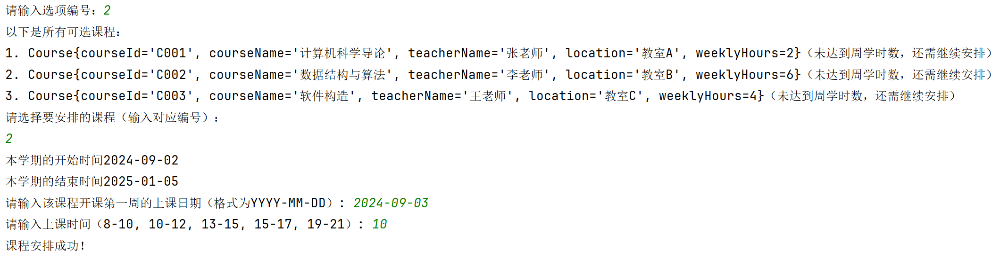 请输入选项编号：2
以下是所有可选课程：
1. Course{courseId='C001', courseName='计算机科学导论', teacherName='张老师', location='教室A', weeklyHours=2}（未达到周学时数，还需继续安排）
2. Course{courseId='C002', courseName='数据结构与算法', teacherName='李老师', location='教室B', weeklyHours=6}（未达到周学时数，还需继续安排）
3. Course{courseId='C003', courseName='软件构造', teacherName='王老师', location='教室C', weeklyHours=4}（未达到周学时数，还需继续安排）
请选择要安排的课程（输入对应编号）：
2
本学期的开始时间2024-09-02
本学期的结束时间2025-01-05
请输入该课程开课第一周的上课日期（格式为YYYY-MM-DD）: 2024-09-03
请输入上课时间（8-10, 10-12, 13-15, 15-17, 19-21）: 10
课程安排成功！